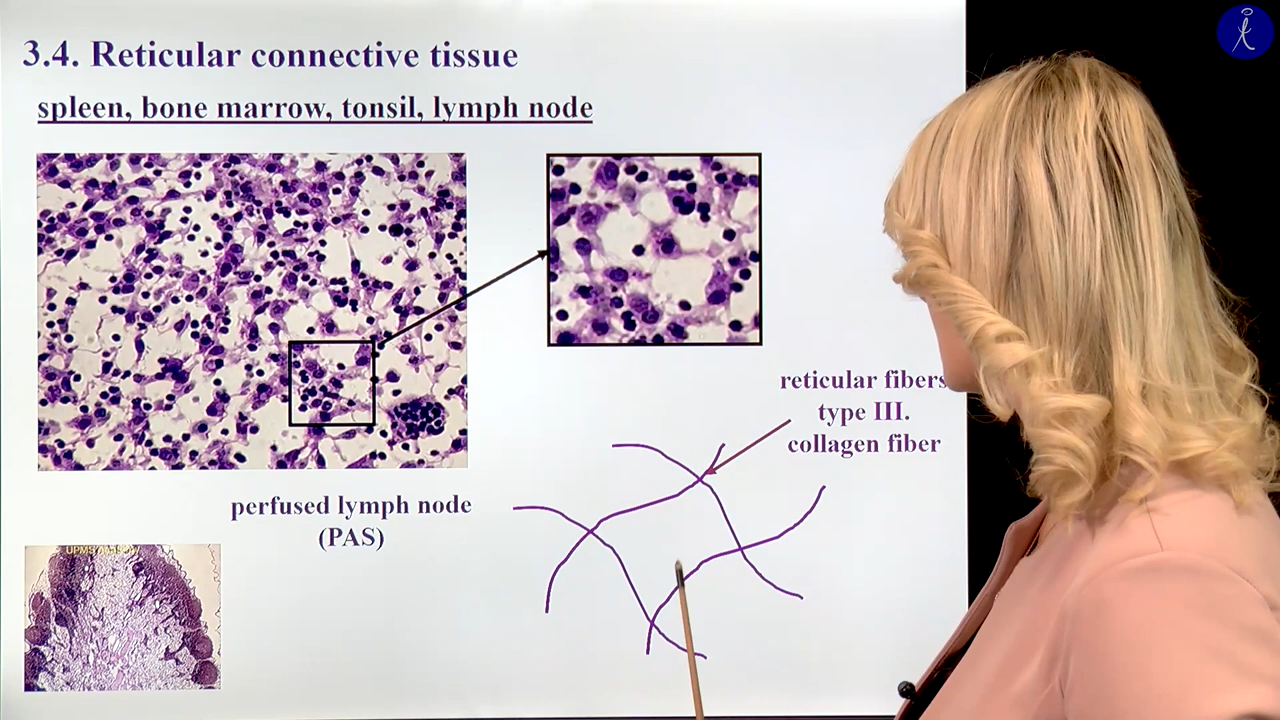 3.4. Reticular connective tissue
spleen, bone marrow, tonsil, lymph node
reticular fibers
type III.
collagen fiber
perfused lymph node
(PAS)